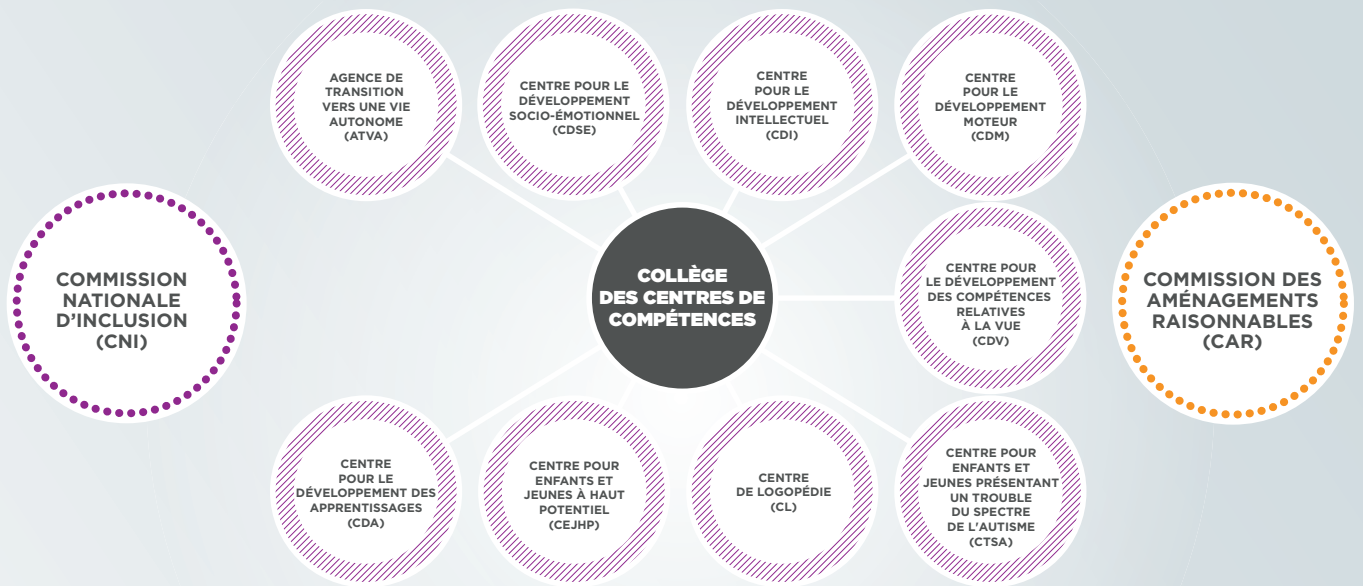 AGENCE DE
TRANSITION
VERS UNE VIE
AUTONOME
(ATVA)
CENTRE POUR LE
DÉVELOPPEMENT
SOCIO-ÉMOTIONNEL
(CDSE)
CENTRE
POUR LE
DÉVELOPPEMENT
INTELLECTUEL
(CDI)
CENTRE
POUR LE
DÉVELOPPEMENT
MOTEUR
(CDM)
COMMISSION
NATIONALE
D'INCLUSION
(CNI)
COLLÈGE
DES CENTRES DE
COMPÉTENCES
CENTRE POUR
LE DÉVELOPPEMENT
DES COMPÉTENCES
RELATIVES
À LA VUE
(CDV)
COMMISSION DES
AMÉNAGEMENTS
RAISONNABLES
(CAR)
CENTRE
POUR LE
DÉVELOPPEMENT DES
APPRENTISSAGES
(CDA)
CENTRE POUR
ENFANTS ET
JEUNES À HAUT
POTENTIEL
(CEJHP)
CENTRE
DE LOGOPÉDIE
(CL)
CENTRE POUR
ENFANTS ET
JEUNES PRÉSENTANT
UN TROUBLE
DU SPECTRE
DE L'AUTISME
(CTSA)